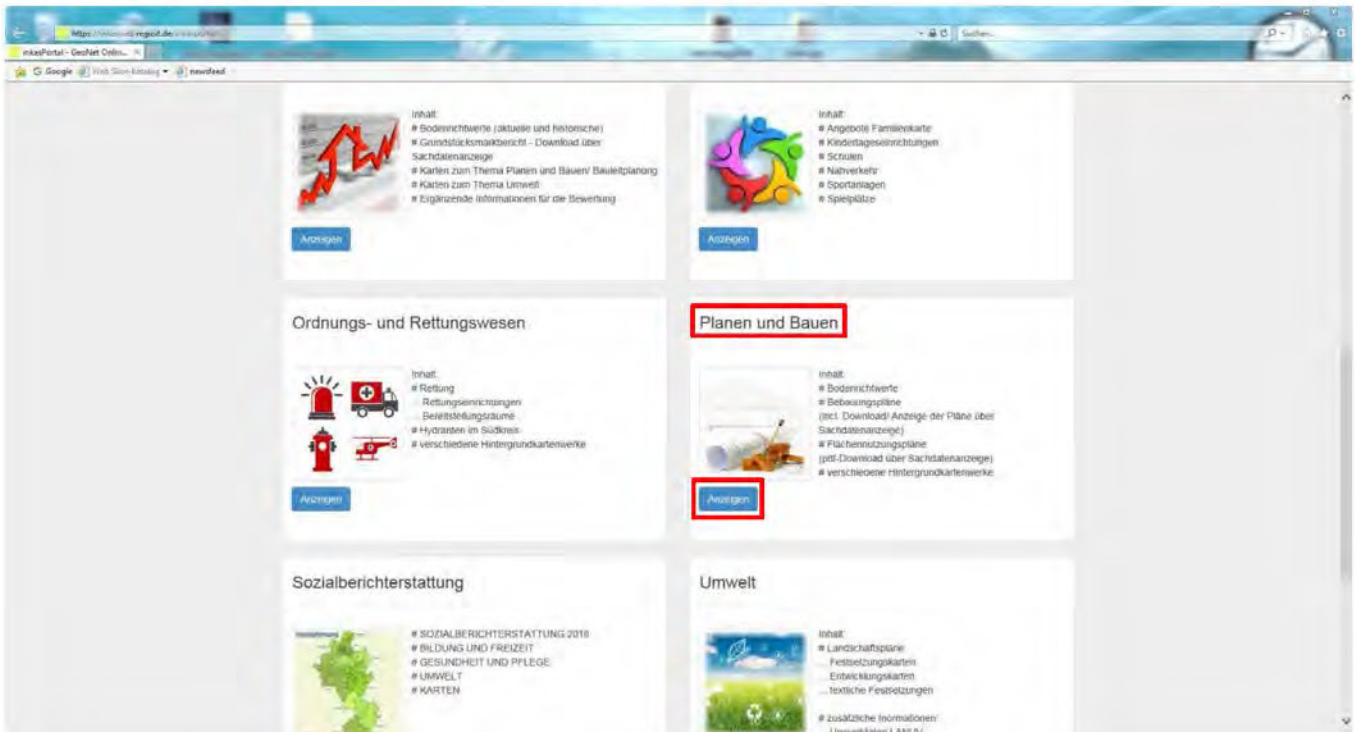 inkasPortal - GeoNet Onlin...
Suchen...
Google
newsfeed
Inhalt:
# Bodenrichtwerte (aktuelle und historische)
# Grundstücksmarktbericht - Download über
Sachdatenanzeige
# Karten zum Thema Planen und Bauen/ Bauleitplanung
# Karten zum Thema Umwelt
# Ergänzende Informationen für die Bewertung
Anzeigen
Inhalt:
# Angebote Familienkarte
# Kindertageseinrichtungen
# Schulen
# Nahverkehr
# Sportanlagen
# Spielplätze
Anzeigen
Ordnungs- und Rettungswesen
Inhalt:
# Rettung
... Rettungseinrichtungen
... Bereitstellungsräume
# Hydranten im Südkreis
# verschiedene Hintergrundkartenwerke
Anzeigen
Planen und Bauen
Inhalt:
# Bodenrichtwerte
# Bebauungspläne
(incl. Download/ Anzeige der Pläne über
Sachdatenanzeige)
# Flächennutzungspläne
(pdf-Download über Sachdatenanzeige)
# verschiedene Hintergrundkartenwerke
Anzeigen
Sozialberichterstattung
# SOZIALBERICHTERSTATTUNG 2016
# BILDUNG UND FREIZEIT
# GESUNDHEIT UND PFLEGE
# UMWELT
# KARTEN
Umwelt
Inhalt:
# Landschaftspläne
... Festsetzungskarten
... Entwicklungskarten
... textliche Festsetzungen
# zusätzliche Inormationen: